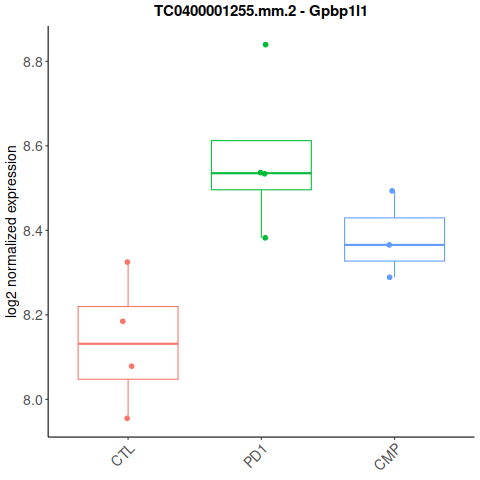 TC0400001255.mm.2 - Gpbp1l1
log2 normalized expression
8.8
8.6
8.4
8.2
8.0
CTL
PD1
CMP